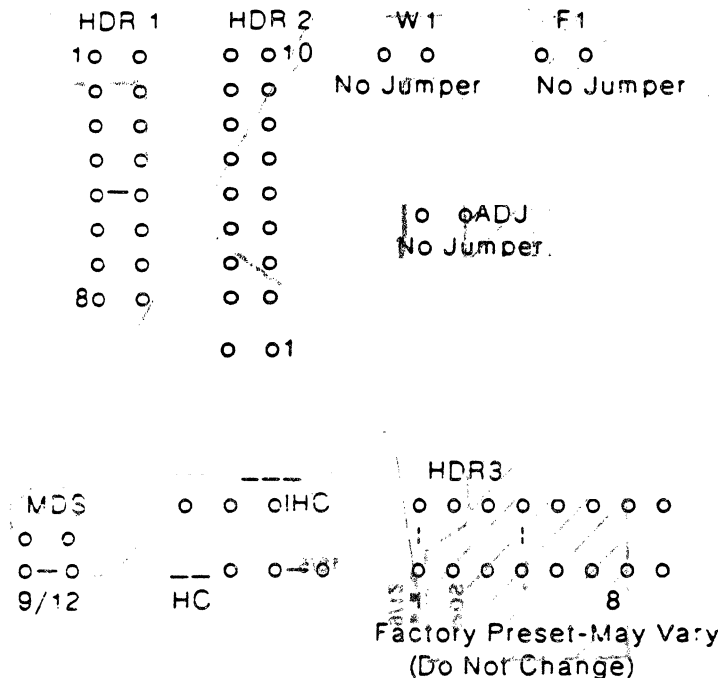 HDR 1 HDR 2 W1 F1
1 10
No Jumper No Jumper
ADJ
No Jumper
8
1
HDR3
MDS IHC
9/12 HC
1 8
Factory Preset-May Vary
(Do Not Change)